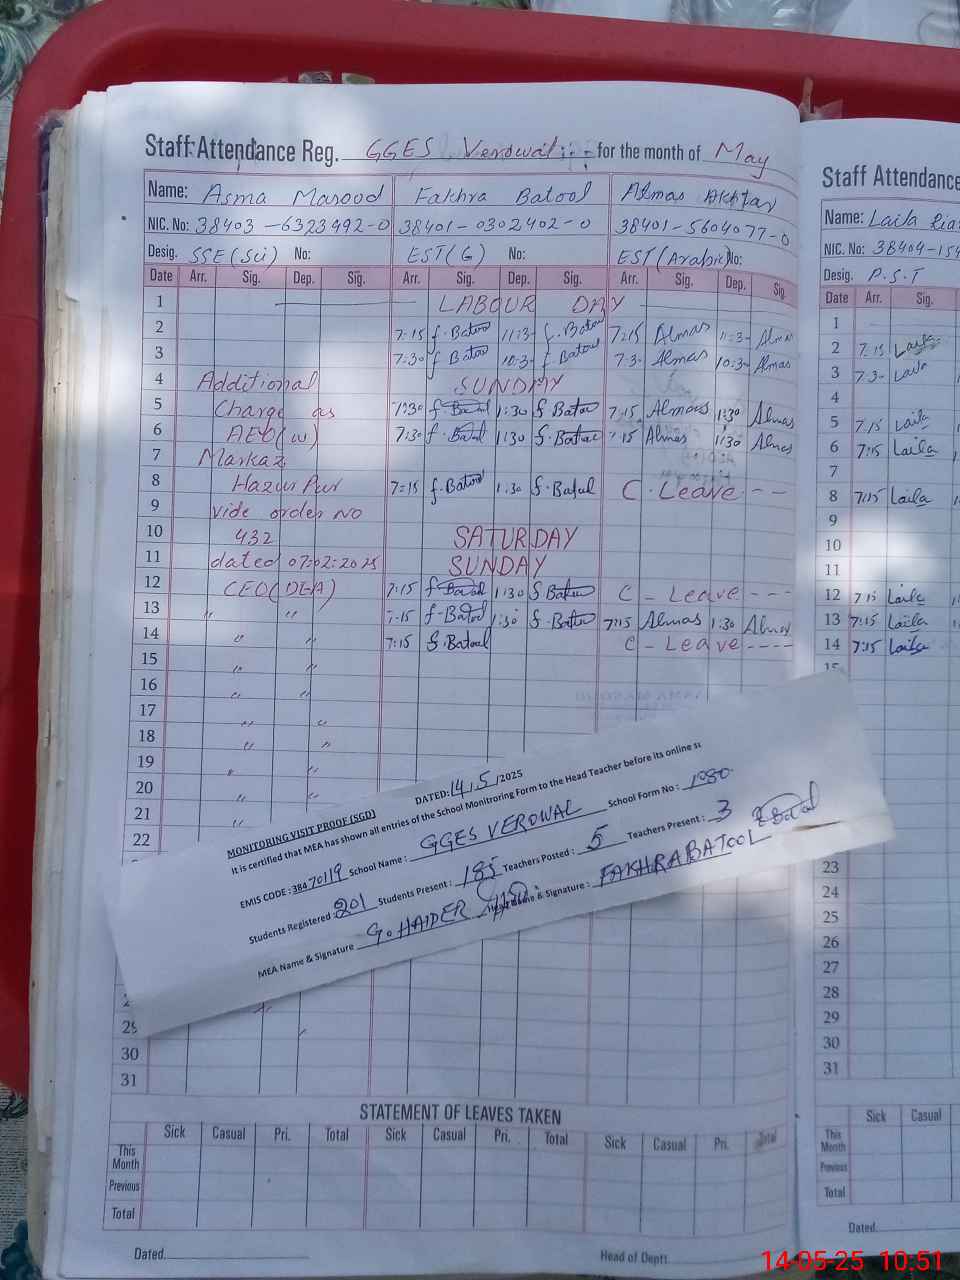 Staff Attendance Reg. GGES Verowal for the month of May
Name: Asma Masood Fakhra Batool Almas Akhtar
NIC. No: 38403-6323992-0 38401-0302402-0 38401-5604077-0
Desig. SSE(Sci) No: EST(G) No: EST(Arabic) No:
Date Arr. Sig. Dep. Sig. Arr. Sig. Dep. Sig. Arr. Sig. Dep. Sig
1 LABOUR DAY
2 7:15 f. Batool 11:3- f. Batool 7:15 Almas 11:3- Almas
3 7:30 f. Batool 10:3- f. Batool 7:3- Almas 10:3- Almas
4 Additional SUNDAY
5 Charge as 7:30 f. Batool 1:30 f. Batool 7:15 Almas 1:30 Almas
6 AEO(W) 7:30 f. Batool 1:30 f. Batool 7:15 Almas 1:30 Almas
7 Markaz
8 Hazur Pur 7:15 f. Batool 1:30 f. Batool C. Leave --
9 vide order No
10 432 SATURDAY
11 dated 07:02:2025 SUNDAY
12 CEO(DEA) 7:15 f. Batool 1:30 f. Batool C - Leave ---
13 " " 7:15 f. Batool 1:30 f. Batool 7:15 Almas 1:30 Almas
14 " " 7:15 f. Batool C - Leave ----
15 " "
16 " "
17 " "
18 " "
19 " "
20 " "
21 "
22
MONITORING VISIT PROOF (SGD) DATED: 14/5/2025
It is certified that MEA has shown all entries of the School Monitroring Form to the Head Teacher before its online
EMIS CODE : 38470119 School Name : GGES VEROWAL School Form No : 1980
Students Registered : 201 Students Present : 185 Teachers Posted : 5 Teachers Present : 3
MEA Name & Signature G. HAIDER Name & Signature : FAKHRA BATOOL
29
30
31
STATEMENT OF LEAVES TAKEN
Sick Casual Pri. Total Sick Casual Pri. Total Sick Casual Pri. Total
This Month
Previous
Total
Dated. Head of Deptt.
Staff Attendance
Name: Laila
NIC. No: 38404-154
Desig. P.S.T
Date Arr. Sig.
1
2 7:15 Laila
3 7:3- Laila
4
5 7:15 Laila
6 7:15 Laila
8 7:15 Laila
9
10
11
12 7:15 Laila
13 7:15 Laila
14 7:15 Laila
15
23
24
25
26
27
28
29
30
31
Sick Casual
This Month
Previous
Total
Dated.
14-05-25 10:51